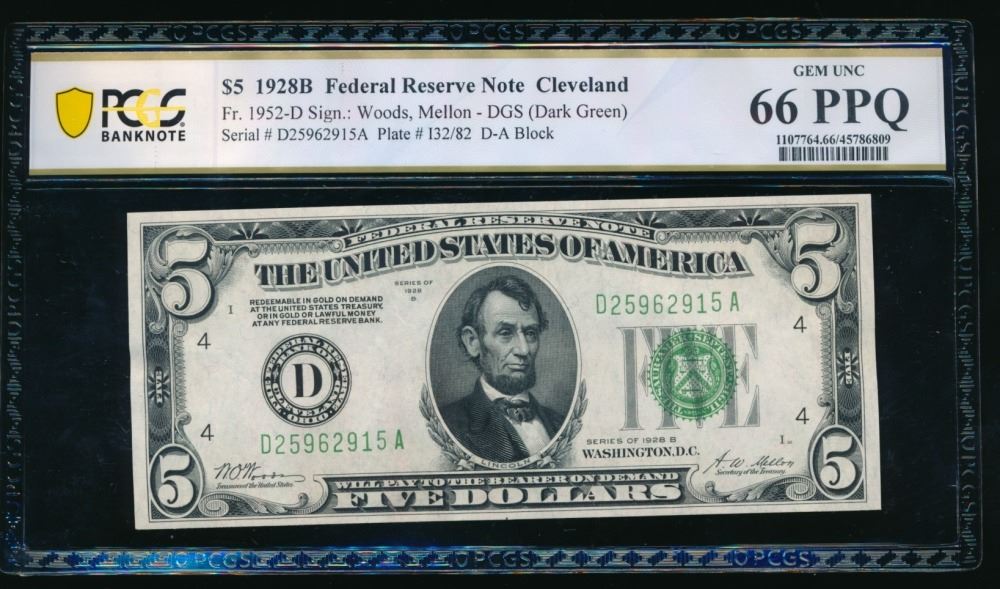 PCGS
BANKNOTE
$5 1928B Federal Reserve Note Cleveland
Fr. 1952-D Sign.: Woods, Mellon - DGS (Dark Green)
Serial # D25962915A Plate # I32/82 D-A Block
GEM UNC
66 PPQ
1107764.66/45786809
FEDERAL RESERVE NOTE
THE UNITED STATES OF AMERICA
5
5
SERIES OF
1928
B
I
REDEEMABLE IN GOLD ON DEMAND
AT THE UNITED STATES TREASURY,
OR IN GOLD OR LAWFUL MONEY
AT ANY FEDERAL RESERVE BANK.
D25962915 A
4
4
D
FIVE
4
4
D25962915 A
SERIES OF 1928 B
WASHINGTON, D.C.
LINCOLN
W.O. Woods
Treasurer of the United States
A.W. Mellon
Secretary of the Treasury
WILL PAY TO THE BEARER ON DEMAND
5
FIVE DOLLARS
5